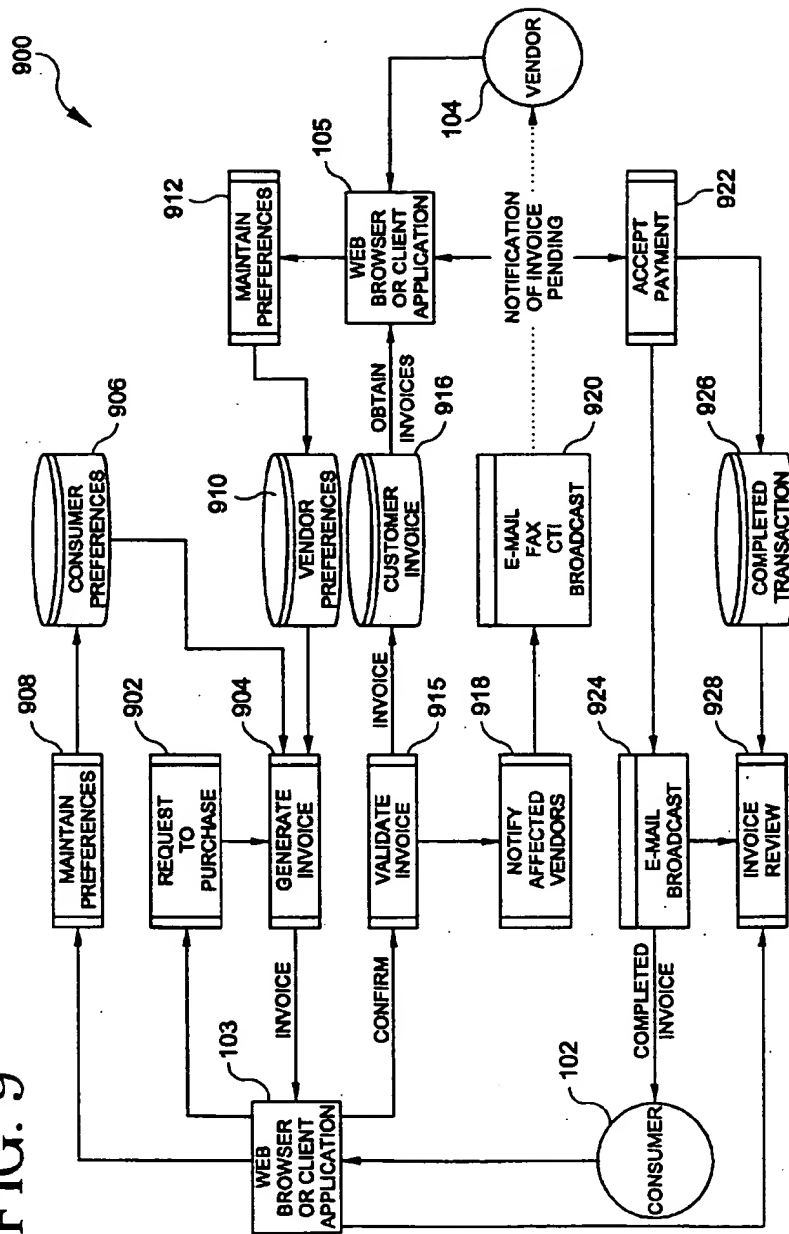 FIG. 9
900
102
CONSUMER
103
WEB
BROWSER
OR CLIENT
APPLICATION
908
MAINTAIN
PREFERENCES
906
CONSUMER
PREFERENCES
902
REQUEST
TO
PURCHASE
904
GENERATE
INVOICE
INVOICE
910
VENDOR
PREFERENCES
912
MAINTAIN
PREFERENCES
CONFIRM
915
VALIDATE
INVOICE
INVOICE
916
CUSTOMER
INVOICE
OBTAIN
INVOICES
105
WEB
BROWSER
OR CLIENT
APPLICATION
104
VENDOR
918
NOTIFY
AFFECTED
VENDORS
920
E-MAIL
FAX
CTI
BROADCAST
NOTIFICATION
OF INVOICE
PENDING
922
ACCEPT
PAYMENT
924
E-MAIL
BROADCAST
COMPLETED
INVOICE
926
COMPLETED
TRANSACTION
928
INVOICE
REVIEW